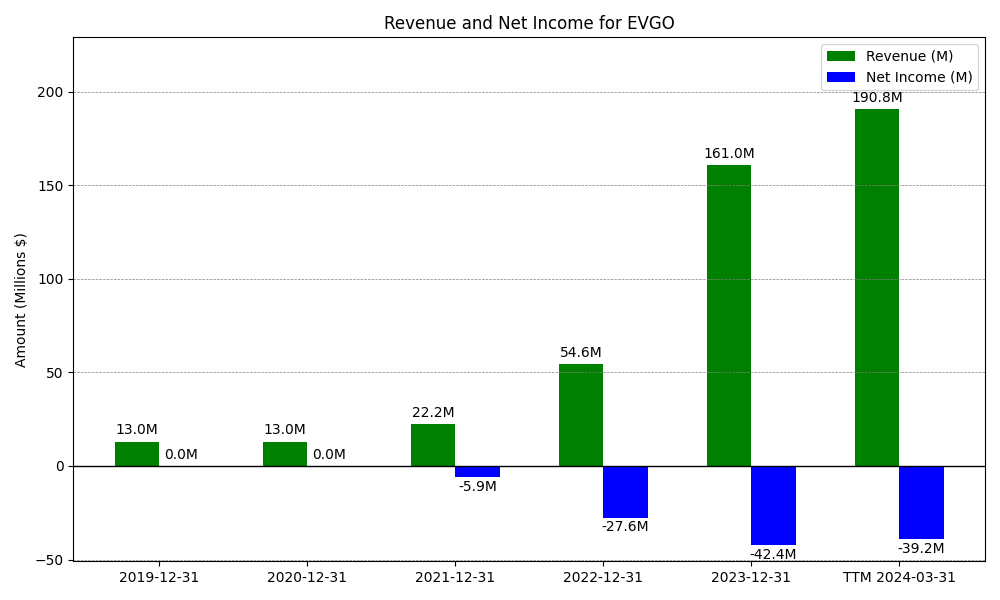 Revenue and Net Income for EVGO
Revenue (M)
Net Income (M)
Amount (Millions $)
200
150
100
50
0
−50
13.0M
0.0M
13.0M
0.0M
22.2M
-5.9M
54.6M
-27.6M
161.0M
-42.4M
190.8M
-39.2M
2019-12-31
2020-12-31
2021-12-31
2022-12-31
2023-12-31
TTM 2024-03-31